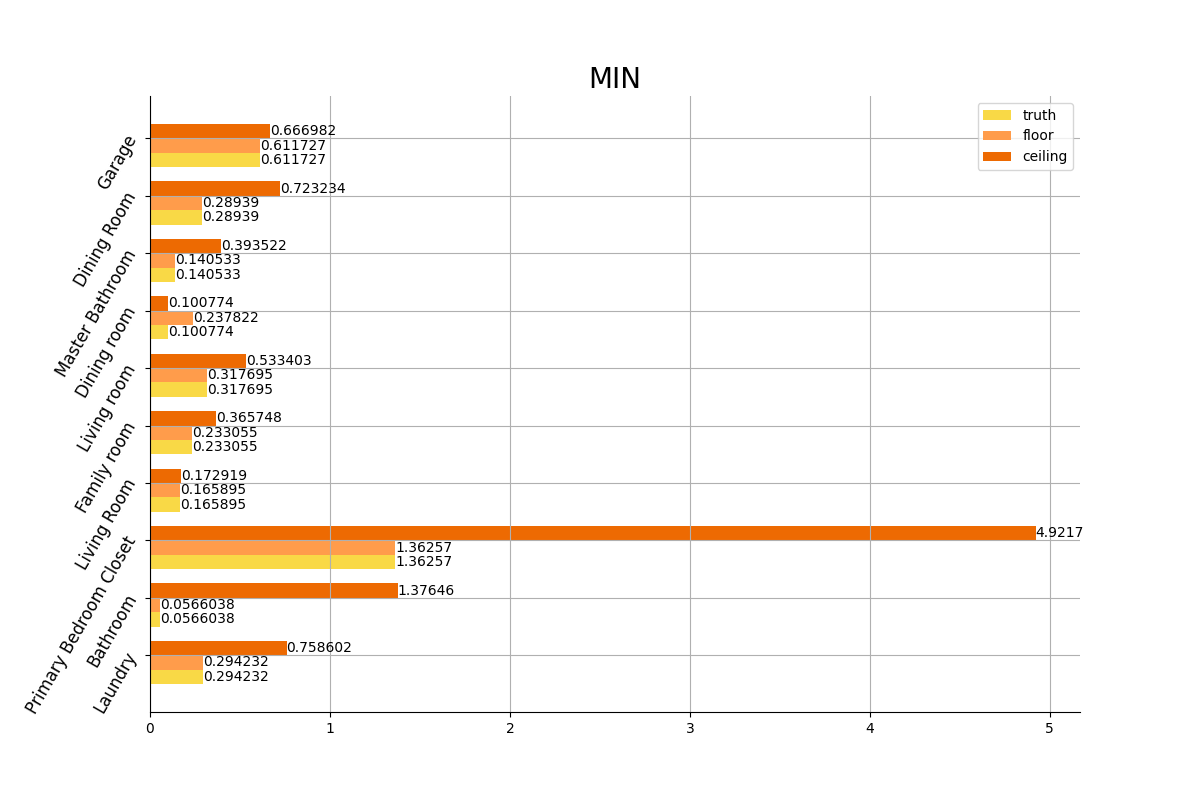 MIN
truth
floor
ceiling
Garage
0.666982
0.611727
0.611727
Dining Room
0.723234
0.28939
0.28939
Master Bathroom
0.393522
0.140533
0.140533
Dining room
0.100774
0.237822
0.100774
Living room
0.533403
0.317695
0.317695
Family room
0.365748
0.233055
0.233055
Living Room
0.172919
0.165895
0.165895
Primary Bedroom Closet
4.9217
1.36257
1.36257
Bathroom
1.37646
0.0566038
0.0566038
Laundry
0.758602
0.294232
0.294232
0 1 2 3 4 5